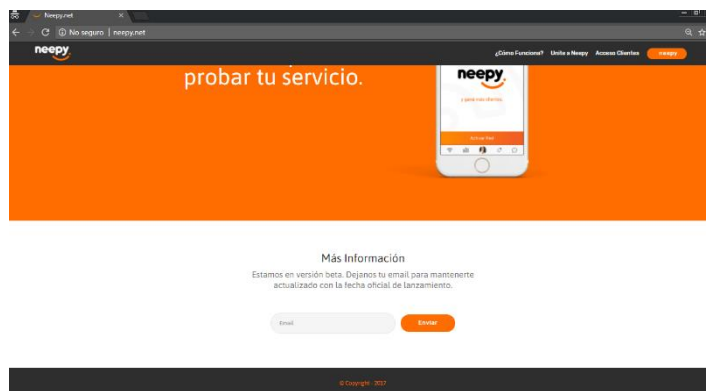 Neepy.net
No seguro | neepy.net
neepy.
¿Cómo Funciona? Unite a Neepy Acceso Clientes neepy
probar tu servicio.
neepy.
Más Información
Estamos en versión beta. Dejanos tu email para mantenerte
actualizado con la fecha oficial de lanzamiento.
Email Enviar
© Copyright - 2017